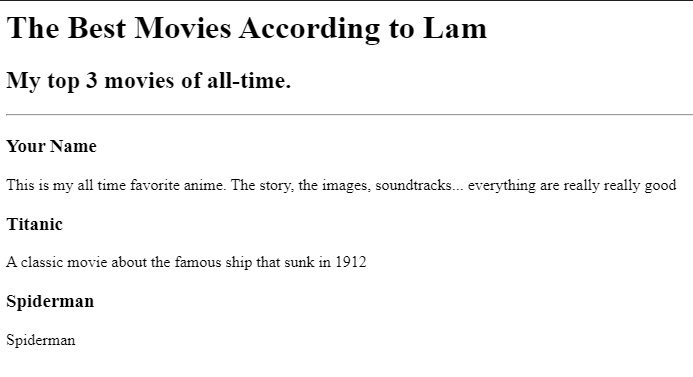 The Best Movies According to Lam
My top 3 movies of all-time.
Your Name
This is my all time favorite anime. The story, the images, soundtracks... everything are really really good
Titanic
A classic movie about the famous ship that sunk in 1912
Spiderman
Spiderman